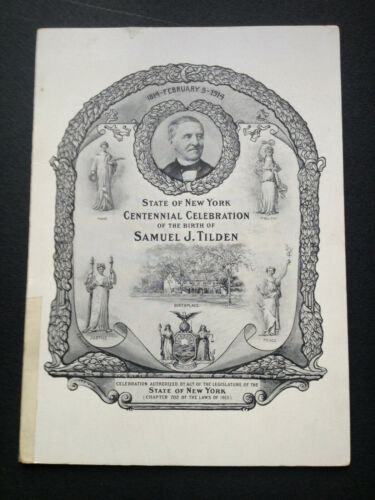 1814-FEBRUARY 9-1914
STATE OF NEW YORK
CENTENNIAL CELEBRATION
OF THE BIRTH OF
SAMUEL J. TILDEN
BIRTHPLACE
JUSTICE
PEACE
CELEBRATION AUTHORIZED BY ACT OF THE LEGISLATURE OF THE
STATE OF NEW YORK
(CHAPTER 702 OF THE LAWS OF 1913)